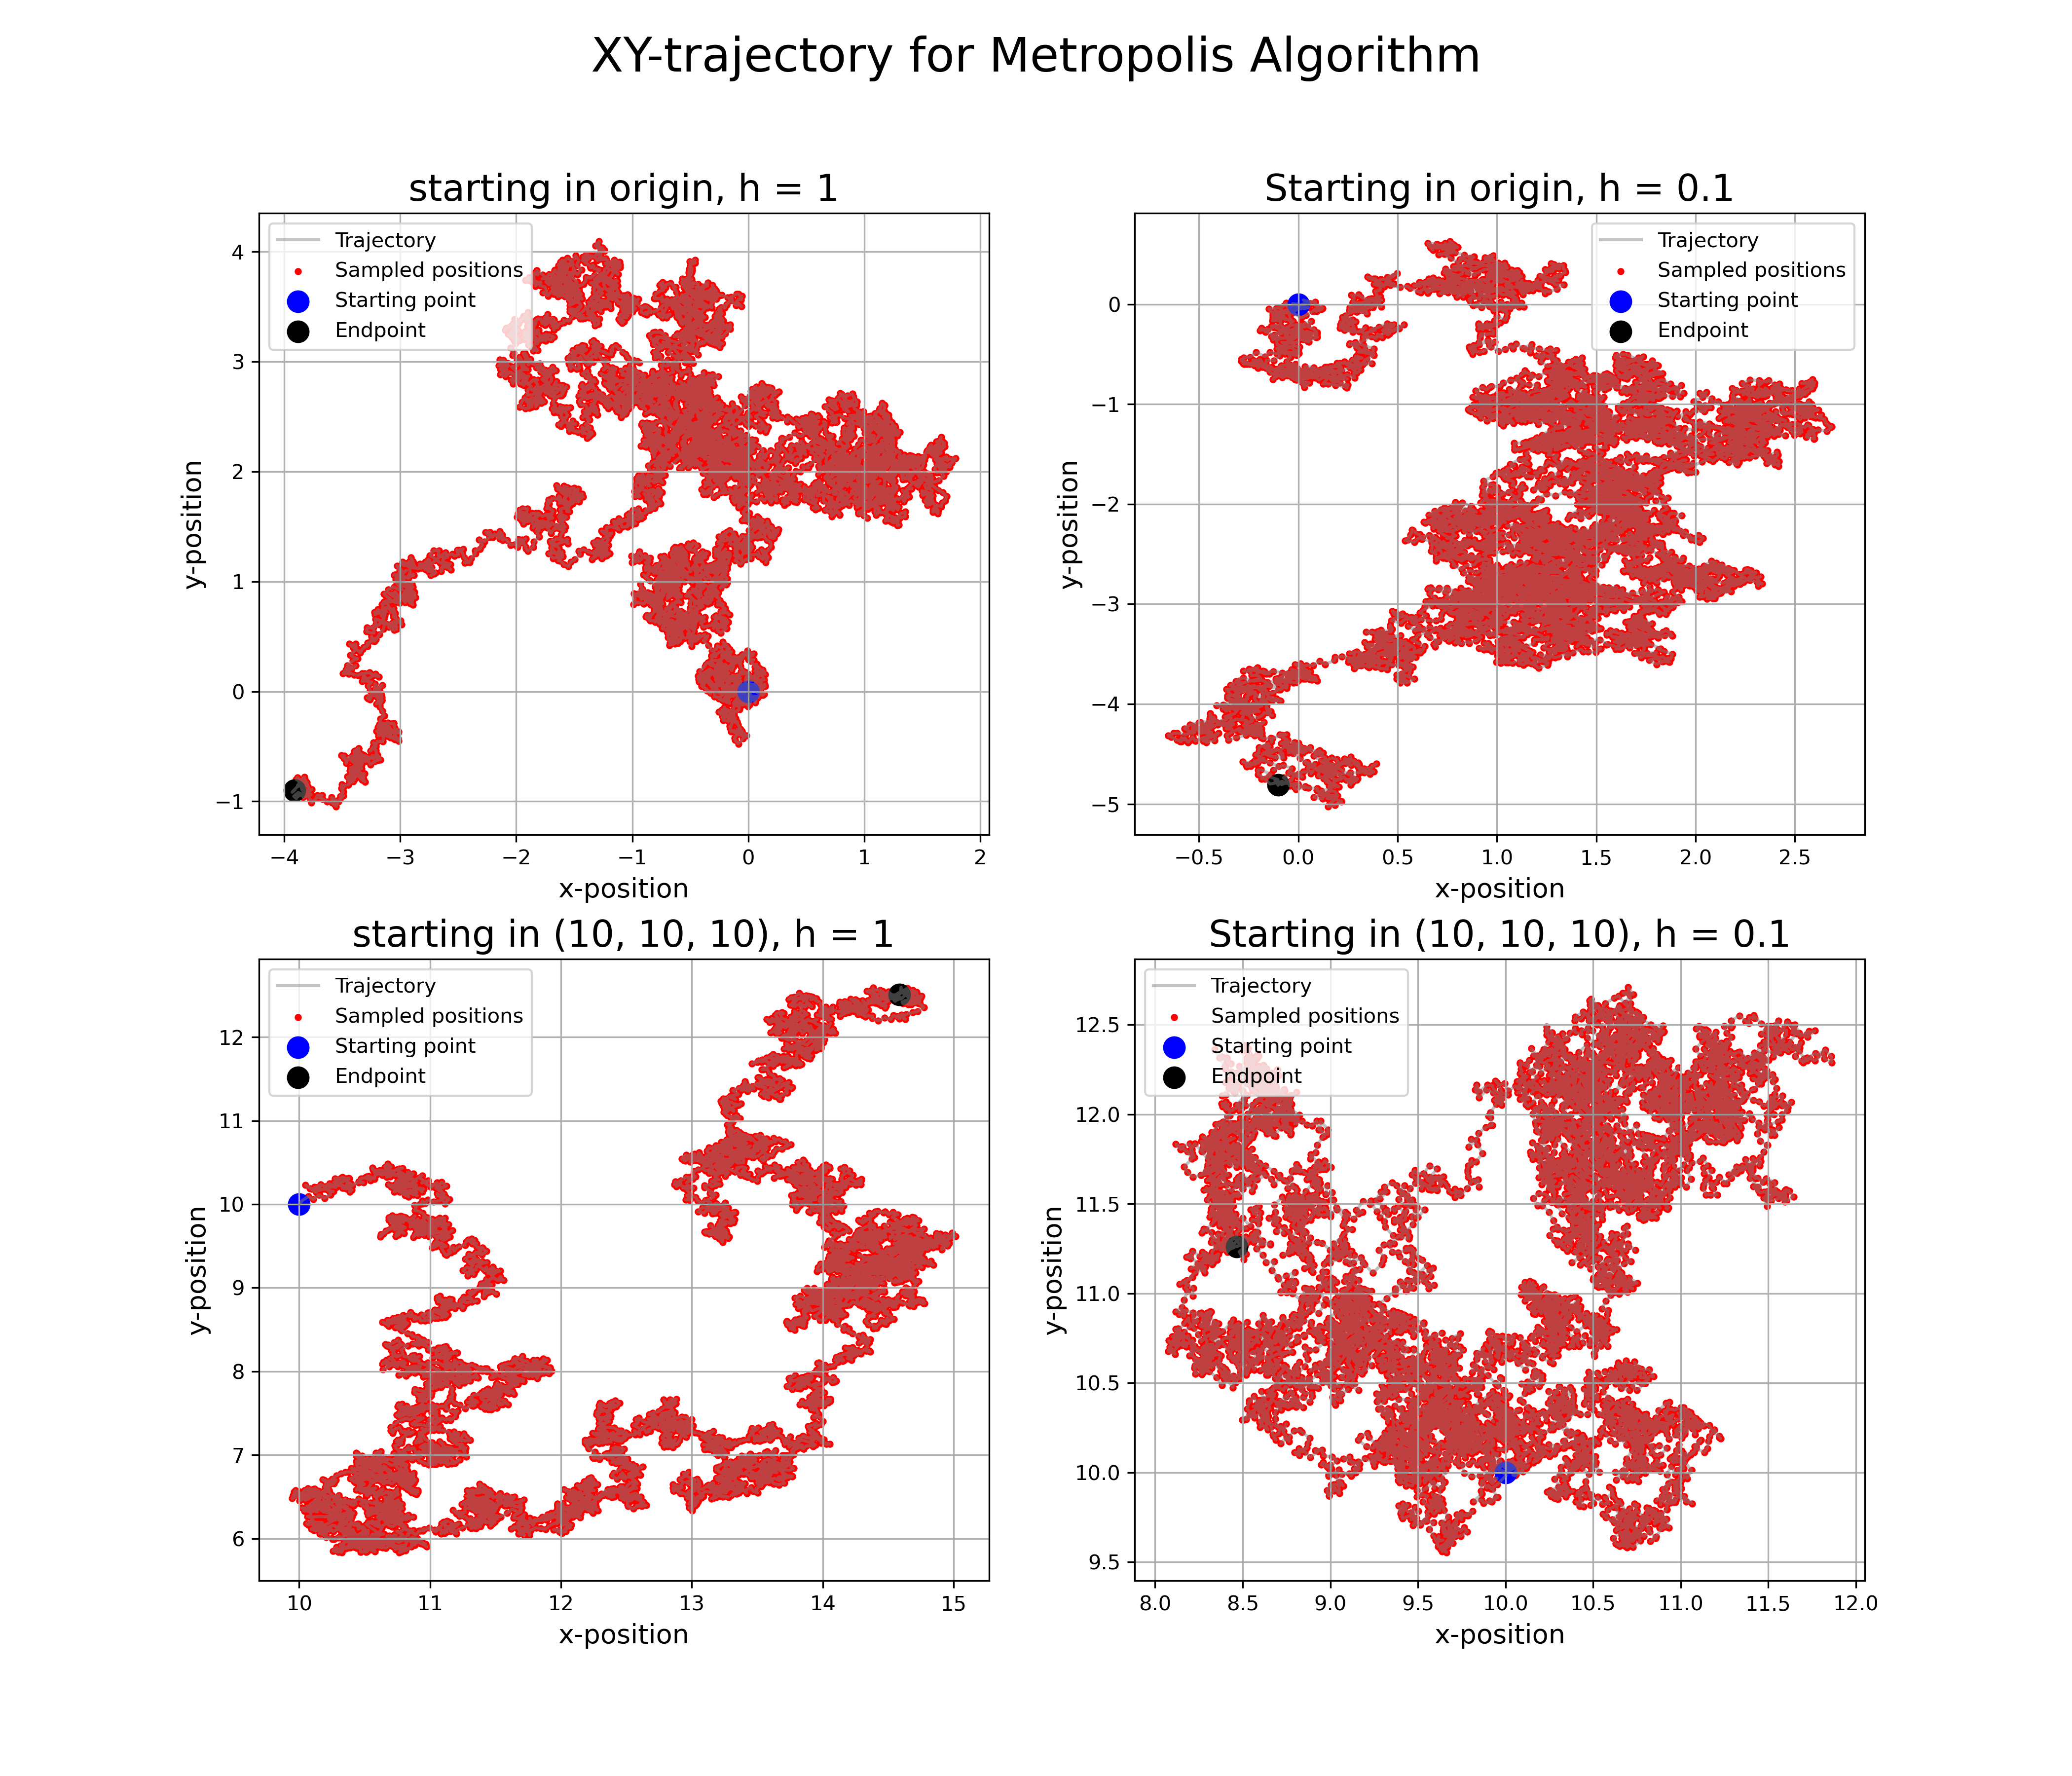 XY-trajectory for Metropolis Algorithm
starting in origin, h = 1
Trajectory
Sampled positions
Starting point
Endpoint
4
3
2
1
0
−1
y-position
−4 −3 −2 −1 0 1 2
x-position
Starting in origin, h = 0.1
Trajectory
Sampled positions
Starting point
Endpoint
0
−1
−2
−3
−4
−5
y-position
−0.5 0.0 0.5 1.0 1.5 2.0 2.5
x-position
starting in (10, 10, 10), h = 1
Trajectory
Sampled positions
Starting point
Endpoint
12
11
10
9
8
7
6
y-position
10 11 12 13 14 15
x-position
Starting in (10, 10, 10), h = 0.1
Trajectory
Sampled positions
Starting point
Endpoint
12.5
12.0
11.5
11.0
10.5
10.0
9.5
y-position
8.0 8.5 9.0 9.5 10.0 10.5 11.0 11.5 12.0
x-position